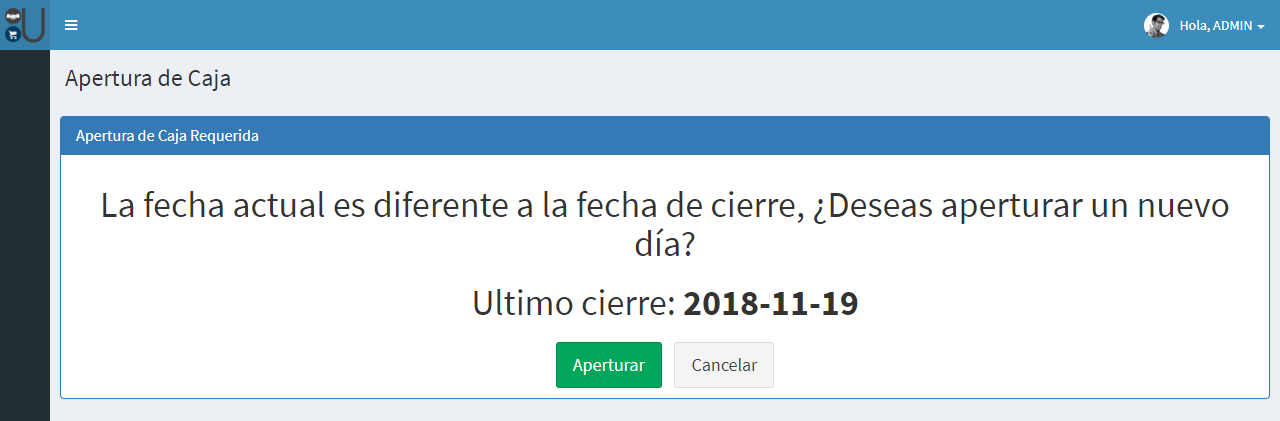 Hola, ADMIN
Apertura de Caja
Apertura de Caja Requerida
La fecha actual es diferente a la fecha de cierre, ¿Deseas aperturar un nuevo
día?
Ultimo cierre: 2018-11-19
Aperturar Cancelar